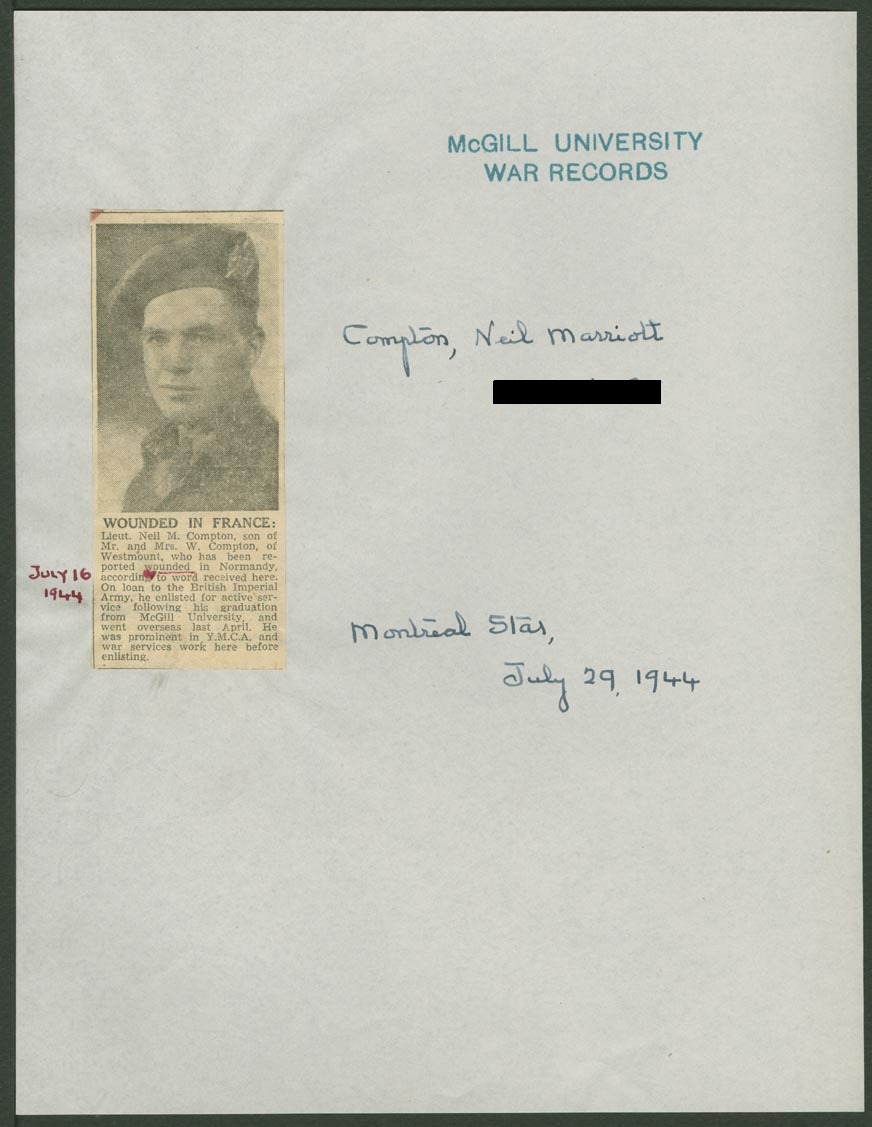 McGILL UNIVERSITY
WAR RECORDS
Compton, Neil Marriott
WOUNDED IN FRANCE:
Lieut. Neil M. Compton, son of
Mr. and Mrs. W. Compton, of
Westmount, who has been re-
ported wounded in Normandy,
according to word received here.
On loan to the British Imperial
Army, he enlisted for active ser-
vice following his graduation
from McGill University, and
went overseas last April. He
was prominent in Y.M.C.A. and
war services work here before
enlisting.
JULY 16
1944
Montreal Star,
July 29, 1944